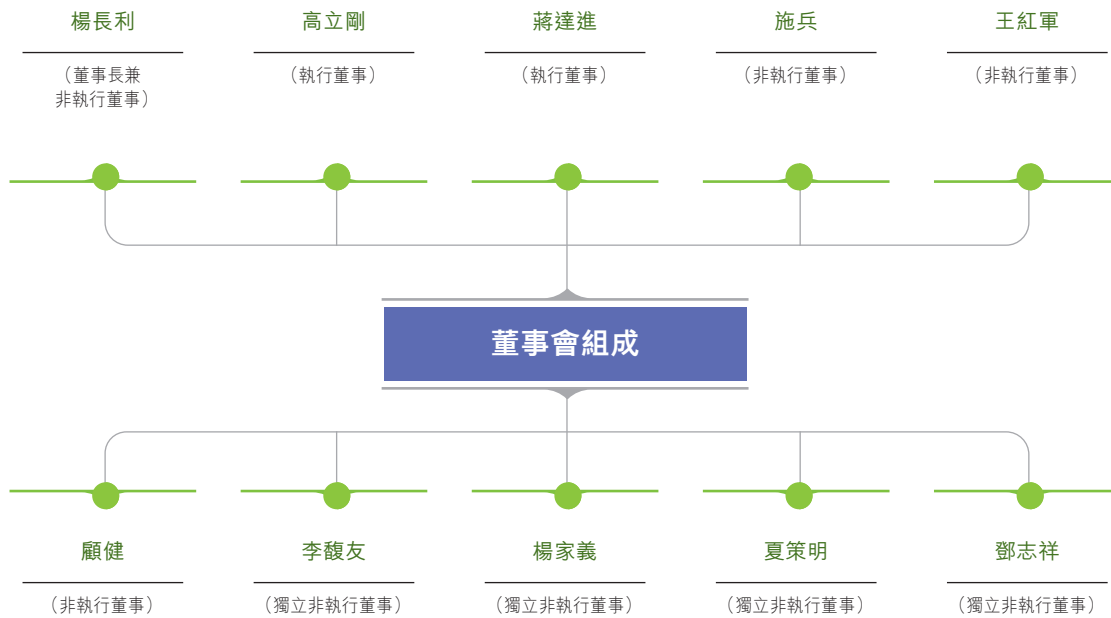 楊長利
高立剛
蔣達進
施兵
王紅軍
（董事長兼
非執行董事）
（執行董事）
（執行董事）
（非執行董事）
（非執行董事）
董事會組成
顧健
李馥友
楊家義
夏策明
鄧志祥
（非執行董事）
（獨立非執行董事）
（獨立非執行董事）
（獨立非執行董事）
（獨立非執行董事）